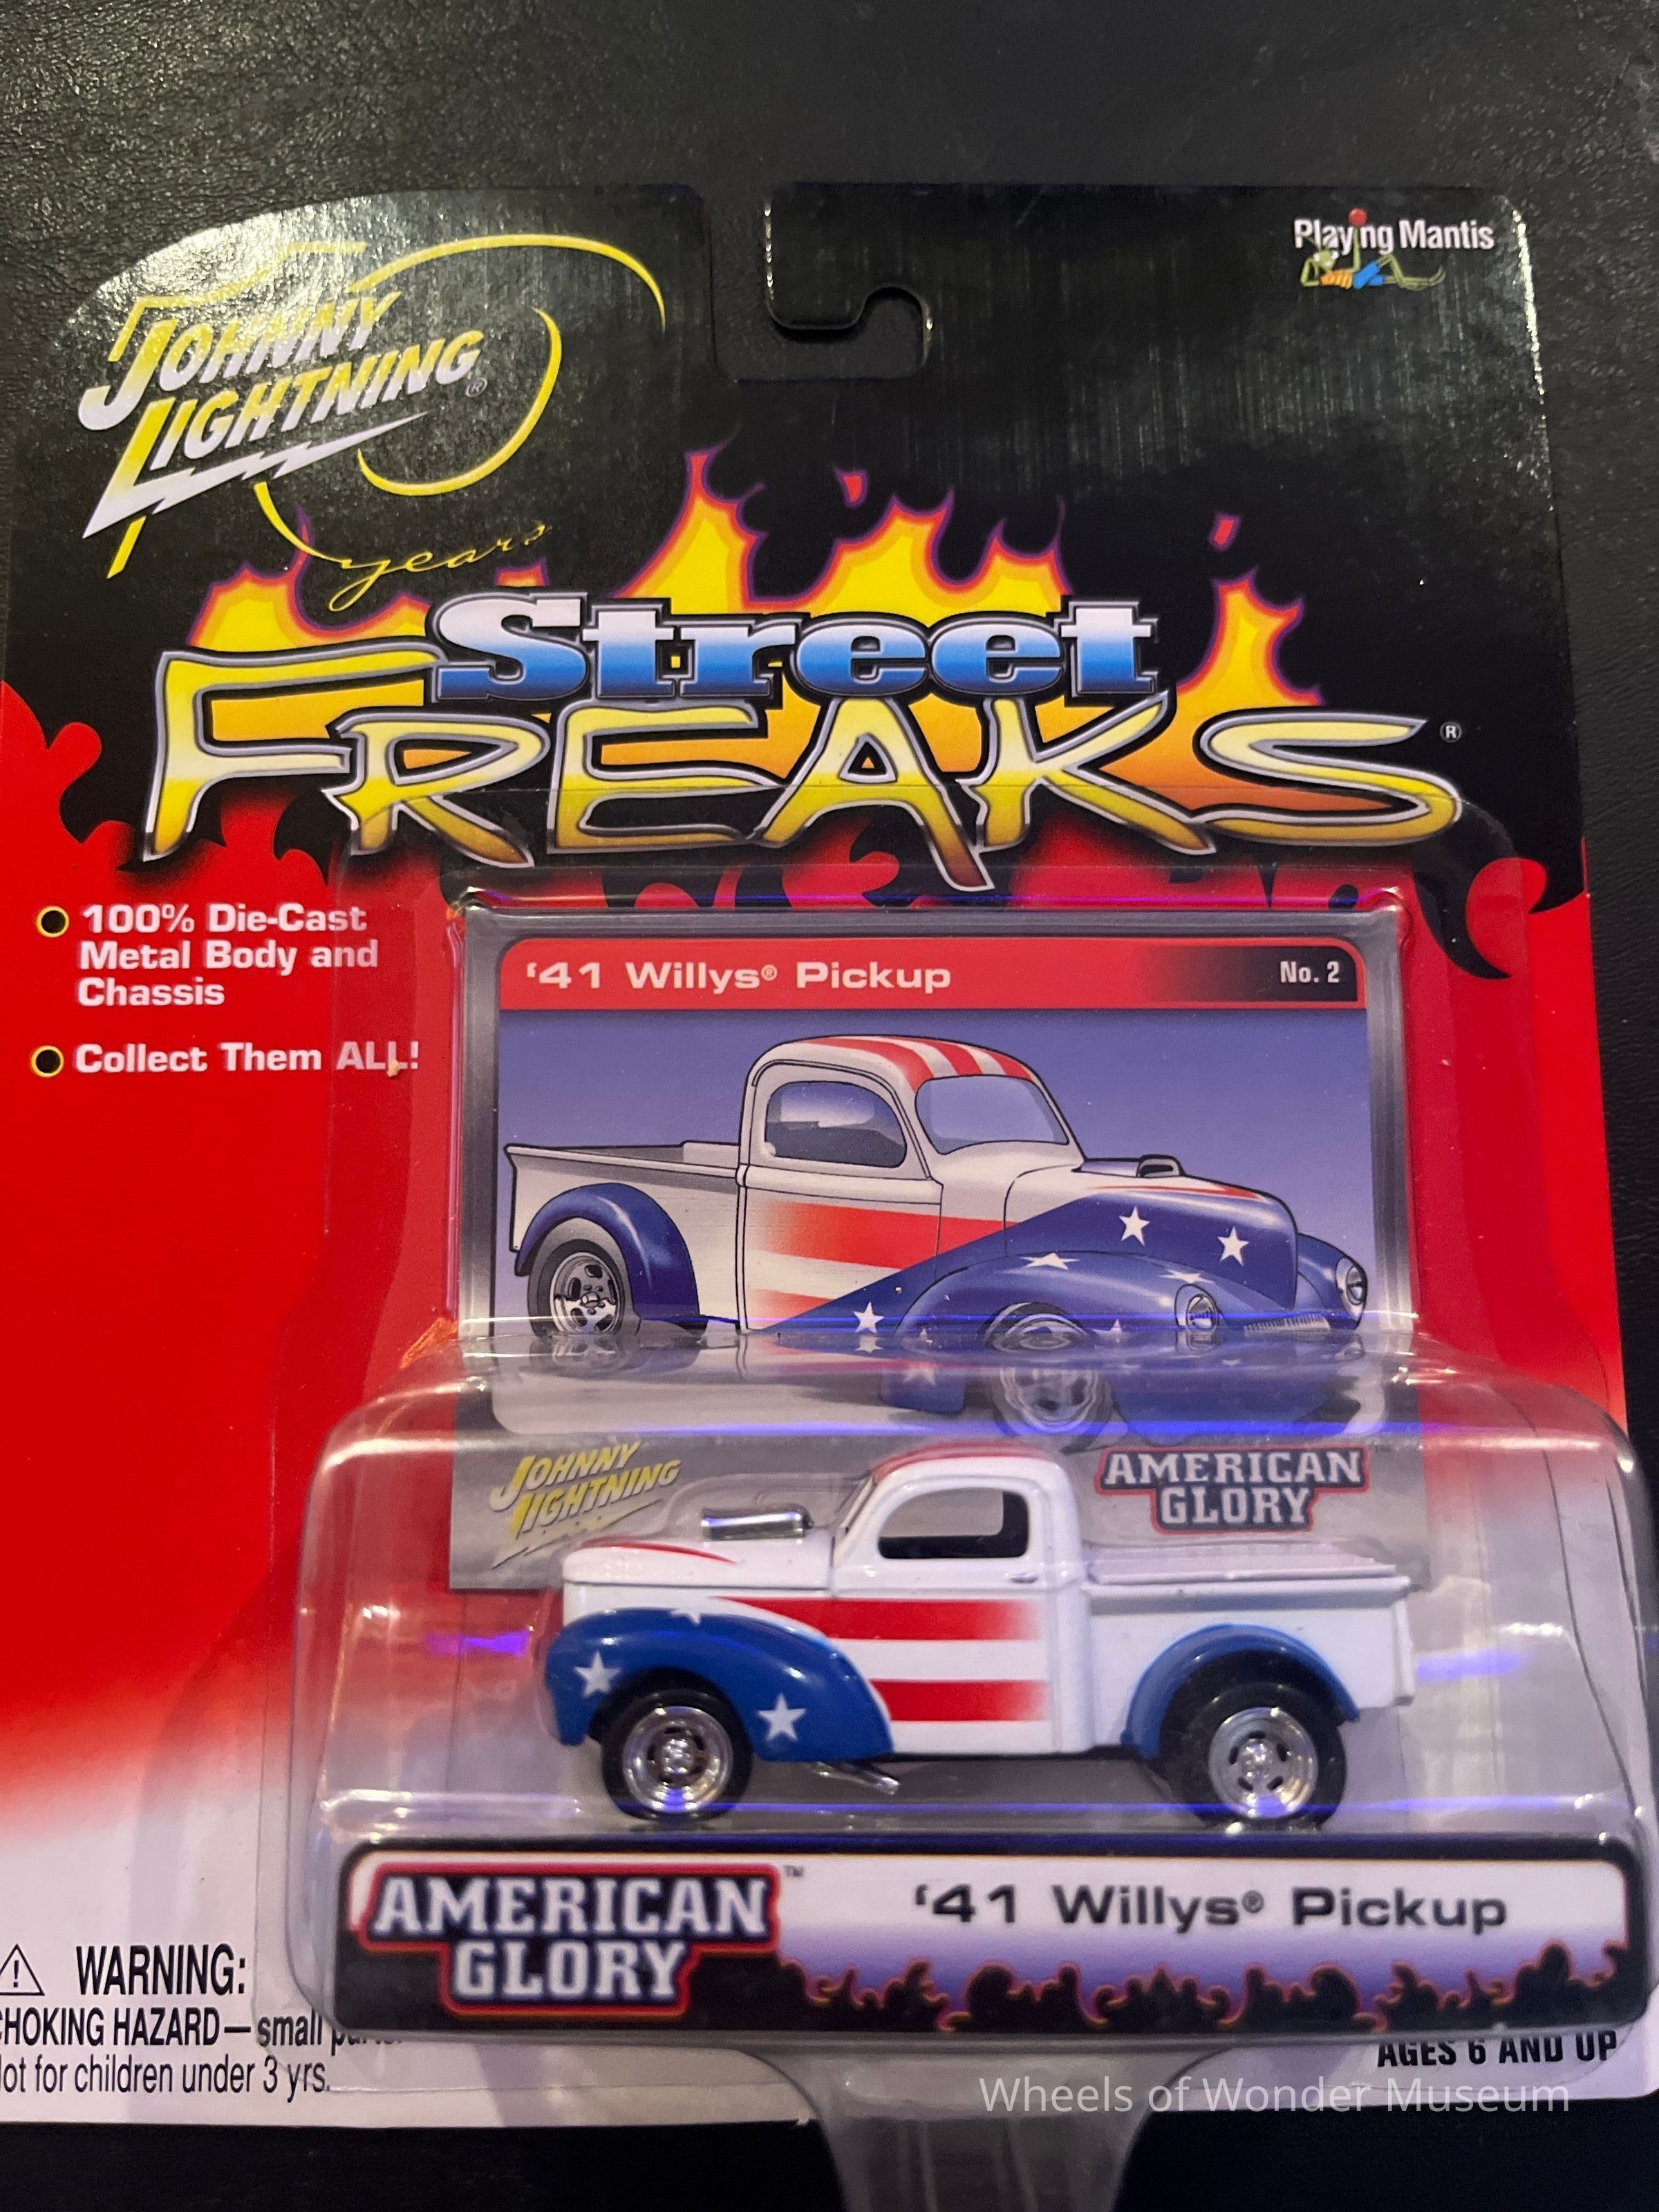 Playing Mantis
JOHNNY
LIGHTNING®
years
Street
FREAKS®
100% Die-Cast
Metal Body and
Chassis
Collect Them ALL!
'41 Willys® Pickup
No. 2
JOHNNY
LIGHTNING
AMERICAN
GLORY
AMERICAN
GLORY™
'41 Willys® Pickup
WARNING:
CHOKING HAZARD — small
Not for children under 3 yrs.
AGES 6 AND UP
Wheels of Wonder Museum